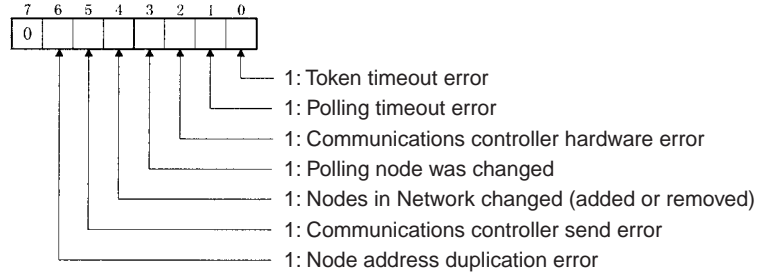 7 6 5 4 3 2 1 0
0
1: Token timeout error
1: Polling timeout error
1: Communications controller hardware error
1: Polling node was changed
1: Nodes in Network changed (added or removed)
1: Communications controller send error
1: Node address duplication error